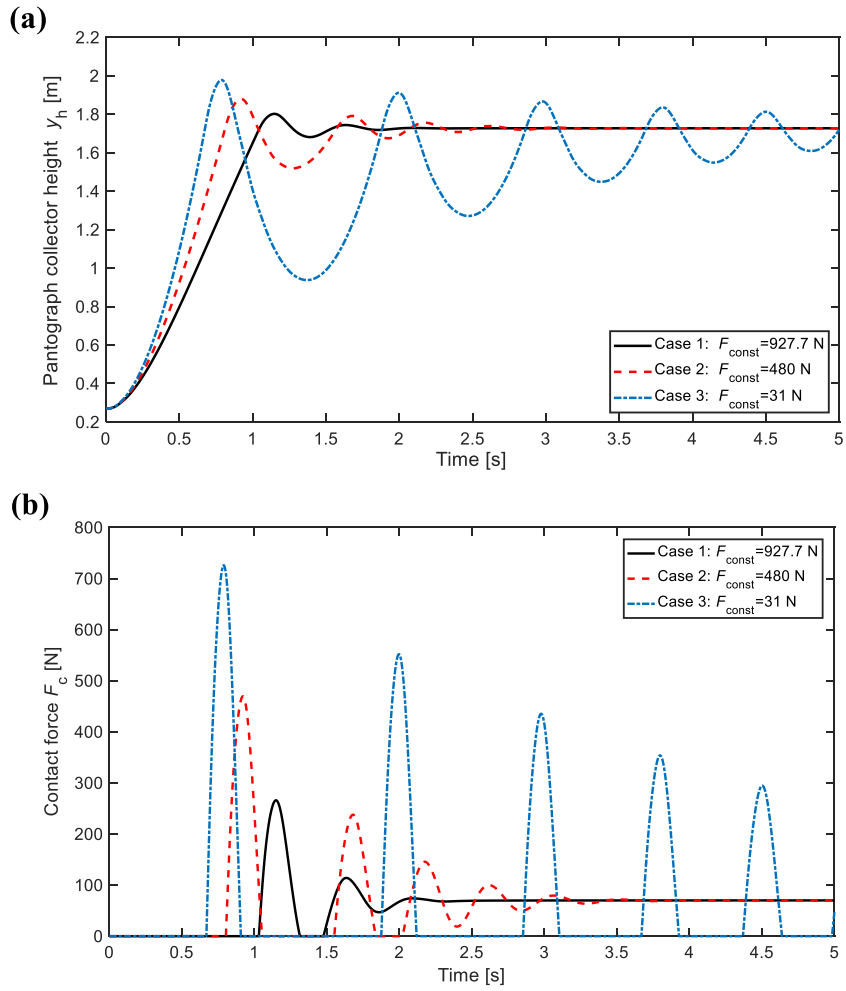 (a)
Pantograph collector height y_h [m]
2.2
2
1.8
1.6
1.4
1.2
1
0.8
0.6
0.4
0.2
Case 1: F_const=927.7 N
Case 2: F_const=480 N
Case 3: F_const=31 N
0 0.5 1 1.5 2 2.5 3 3.5 4 4.5 5
Time [s]
(b)
Contact force F_c [N]
800
700
600
500
400
300
200
100
0
Case 1: F_const=927.7 N
Case 2: F_const=480 N
Case 3: F_const=31 N
0 0.5 1 1.5 2 2.5 3 3.5 4 4.5 5
Time [s]